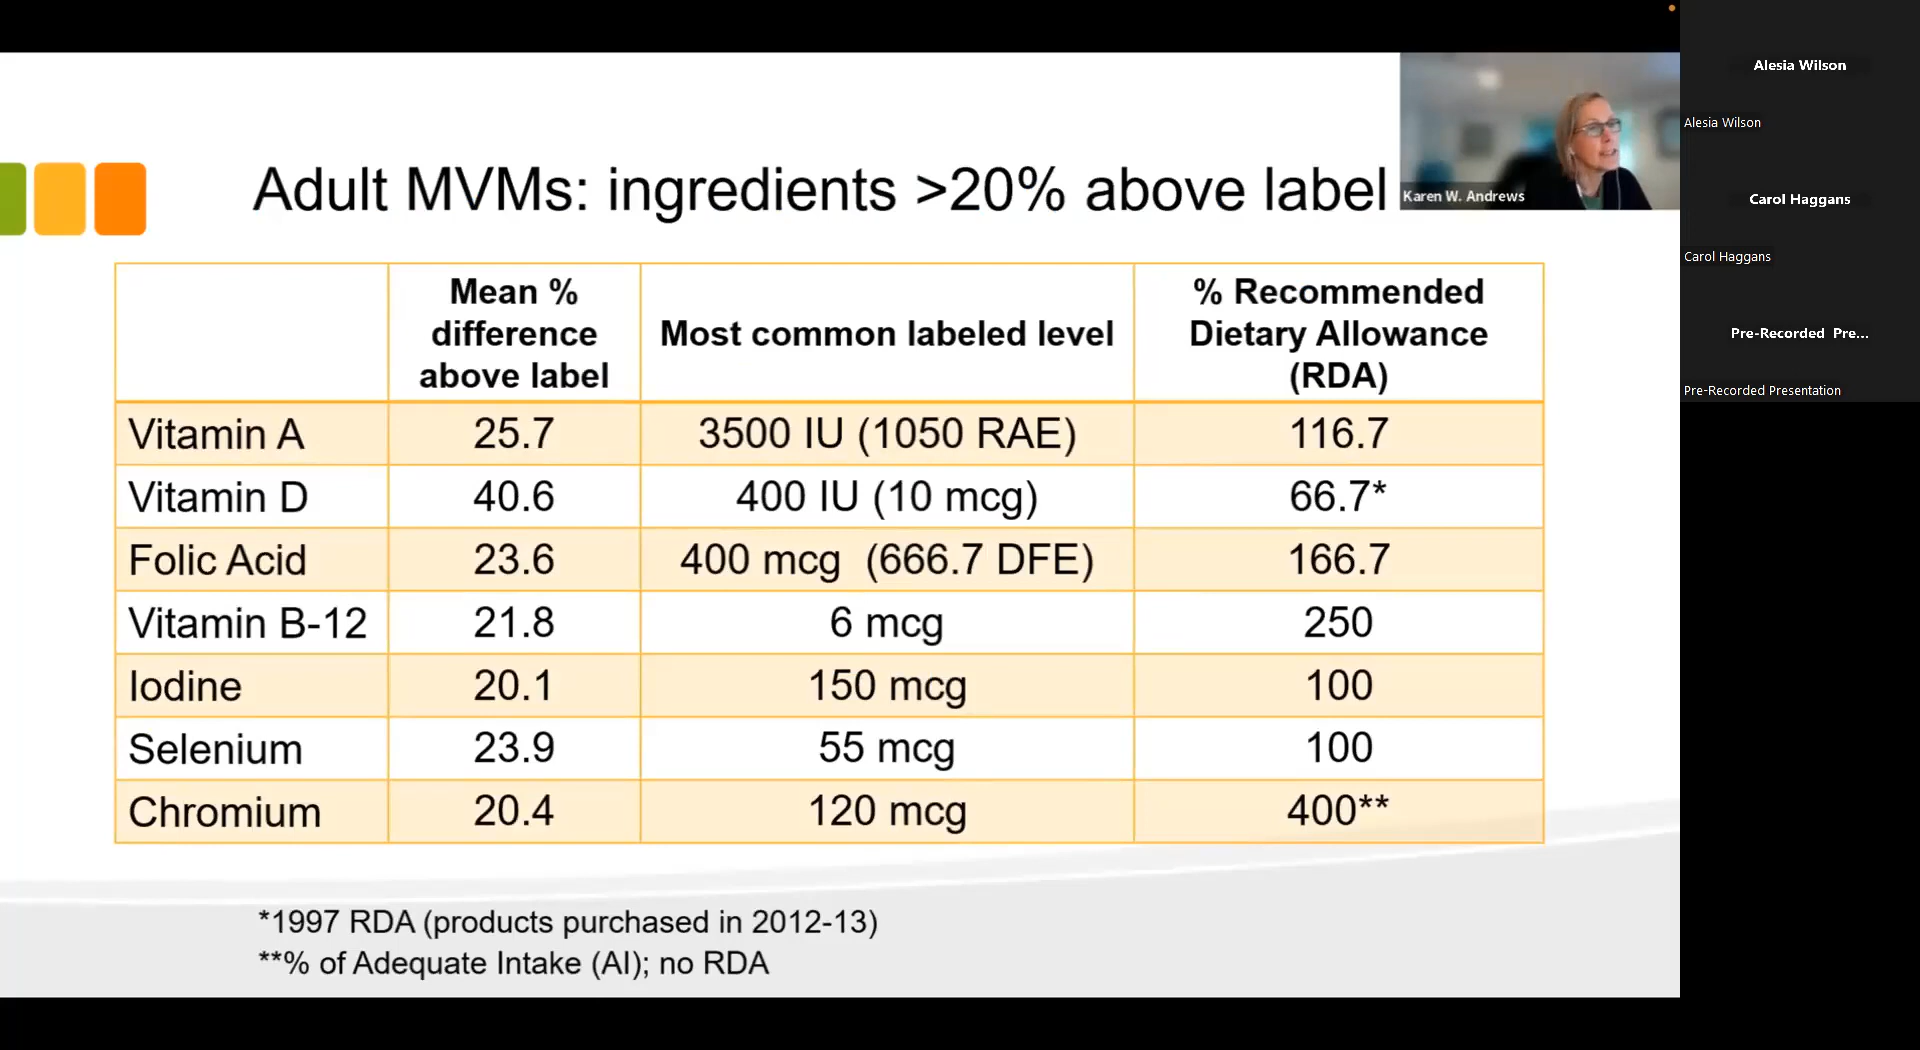 Adult MVMs: ingredients >20% above label
Karen W. Andrews
Mean % difference above label
Most common labeled level
% Recommended Dietary Allowance (RDA)
Vitamin A 25.7 3500 IU (1050 RAE) 116.7
Vitamin D 40.6 400 IU (10 mcg) 66.7*
Folic Acid 23.6 400 mcg (666.7 DFE) 166.7
Vitamin B-12 21.8 6 mcg 250
Iodine 20.1 150 mcg 100
Selenium 23.9 55 mcg 100
Chromium 20.4 120 mcg 400**
*1997 RDA (products purchased in 2012-13)
**% of Adequate Intake (AI); no RDA
Alesia Wilson
Alesia Wilson
Carol Haggans
Carol Haggans
Pre-Recorded Pre...
Pre-Recorded Presentation